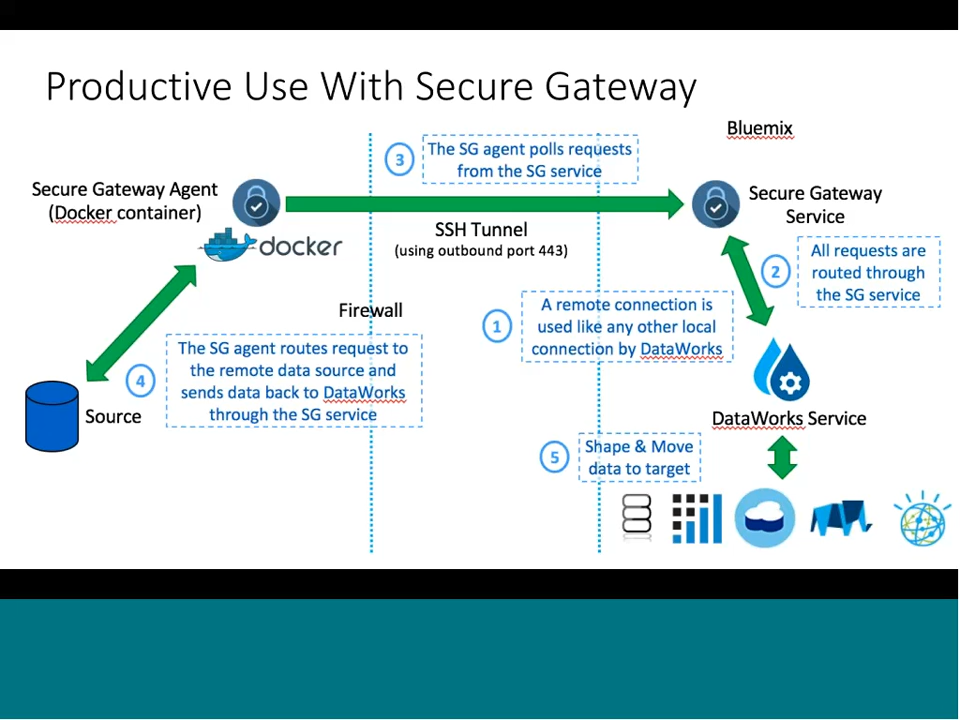 Productive Use With Secure Gateway
Bluemix
3
The SG agent polls requests
from the SG service
Secure Gateway Agent
(Docker container)
docker
SSH Tunnel
(using outbound port 443)
Secure Gateway
Service
2
All requests are
routed through
the SG service
Firewall
1
A remote connection is
used like any other local
connection by DataWorks
4
The SG agent routes request to
the remote data source and
sends data back to DataWorks
through the SG service
Source
DataWorks Service
5
Shape & Move
data to target